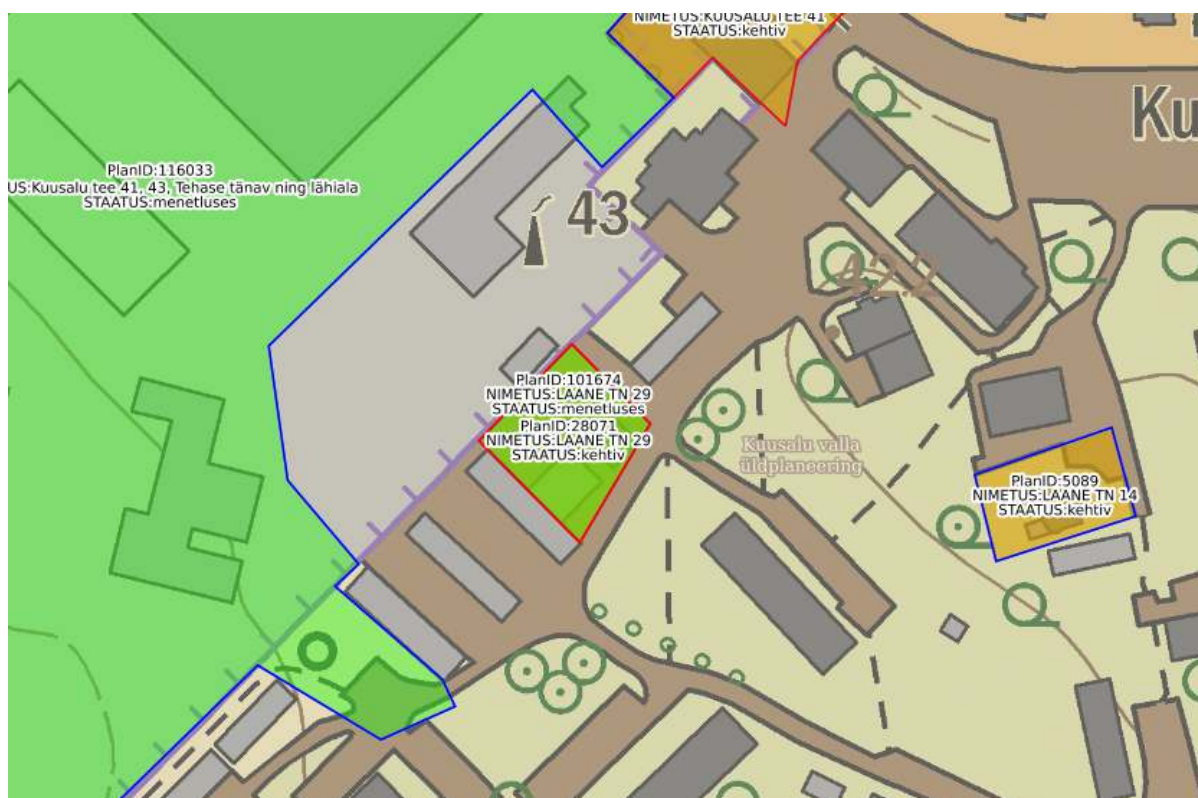 NIMETUS:KUUSALU TEE 41
STAATUS:kehtiv
Ku
PlanID:116033
US:Kuusalu tee 41, 43, Tehase tänav ning lähiala
STAATUS:menetluses
43
42.2
PlanID:101674
NIMETUS:LAANE TN 29
STAATUS:menetluses
PlanID:28071
NIMETUS:LAANE TN 29
STAATUS:kehtiv
Kuusalu valla
üldplaneering
PlanID:5089
NIMETUS:LAANE TN 14
STAATUS:kehtiv